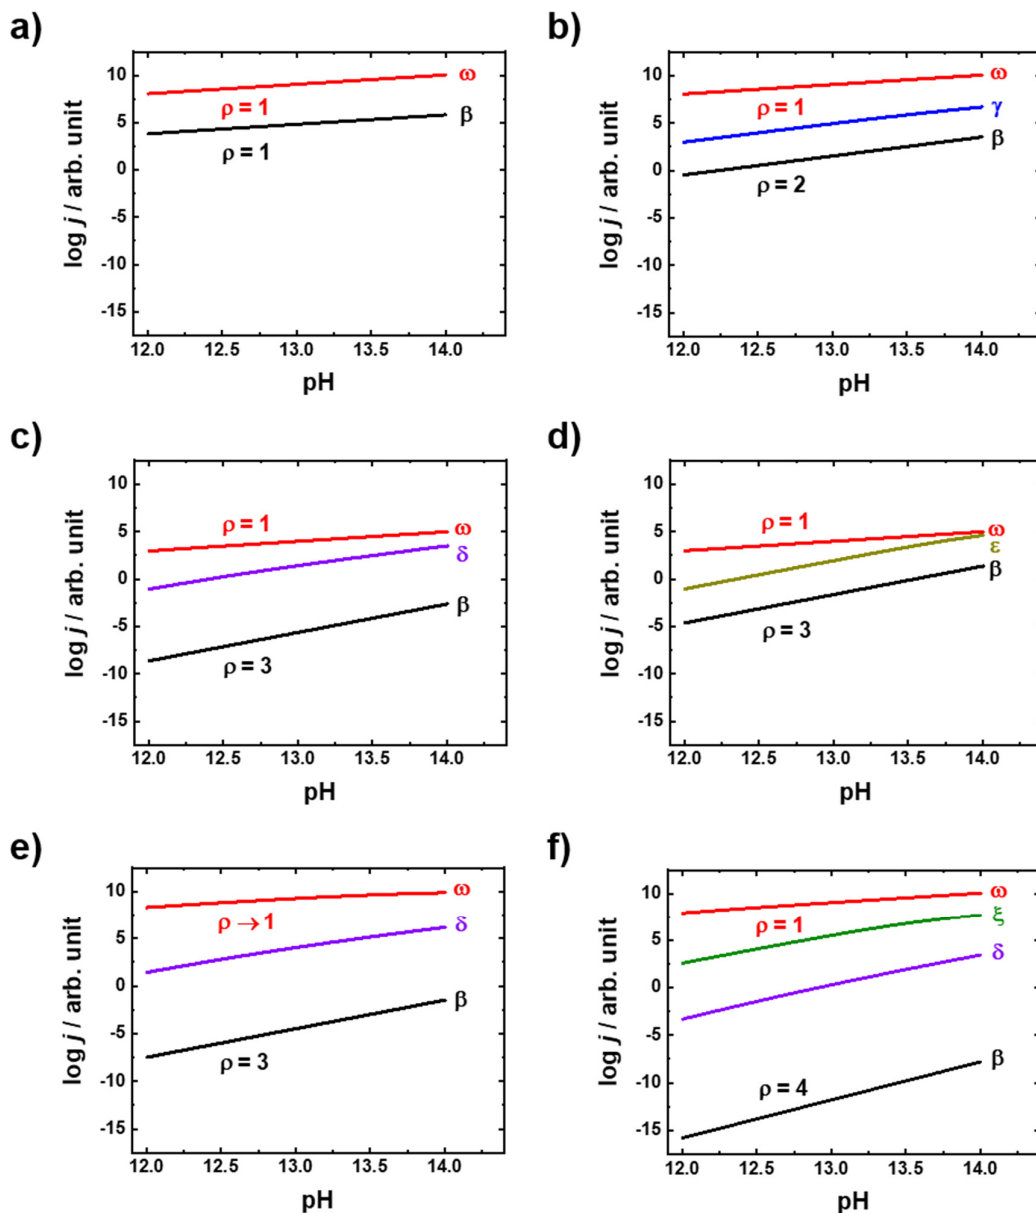 a)
10
5
0
-5
-10
-15
log j / arb. unit
ω
ρ = 1
β
ρ = 1
12.0 12.5 13.0 13.5 14.0
pH
b)
10
5
0
-5
-10
-15
log j / arb. unit
ω
ρ = 1
γ
β
ρ = 2
12.0 12.5 13.0 13.5 14.0
pH
c)
10
5
0
-5
-10
-15
log j / arb. unit
ρ = 1
ω
δ
β
ρ = 3
12.0 12.5 13.0 13.5 14.0
pH
d)
10
5
0
-5
-10
-15
log j / arb. unit
ρ = 1
ω
ε
β
ρ = 3
12.0 12.5 13.0 13.5 14.0
pH
e)
10
5
0
-5
-10
-15
log j / arb. unit
ω
ρ → 1
δ
β
ρ = 3
12.0 12.5 13.0 13.5 14.0
pH
f)
10
5
0
-5
-10
-15
log j / arb. unit
ω
ρ = 1
ξ
δ
β
ρ = 4
12.0 12.5 13.0 13.5 14.0
pH